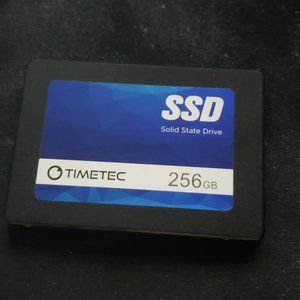 SSD
Solid State Drive
TIMETEC
256GB